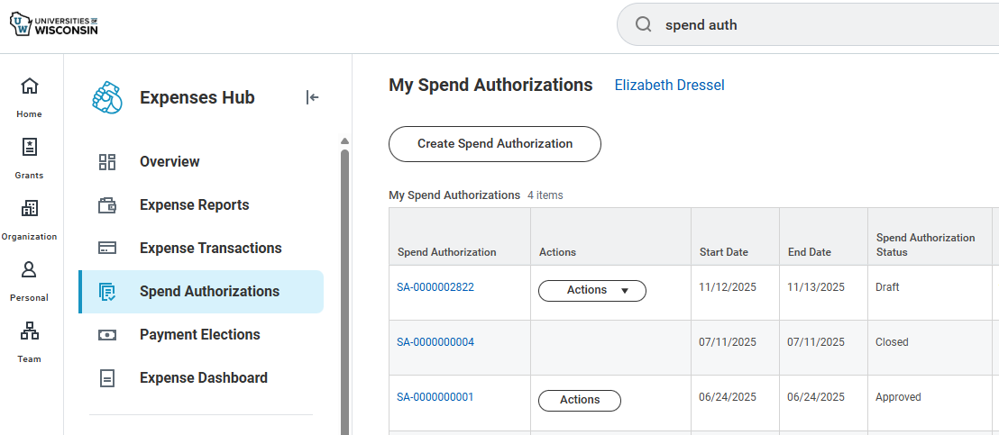 UNIVERSITIES OF
WISCONSIN
UW
spend auth
Home
Grants
Organization
Personal
Team
Expenses Hub
Overview
Expense Reports
Expense Transactions
Spend Authorizations
Payment Elections
Expense Dashboard
My Spend Authorizations Elizabeth Dressel
Create Spend Authorization
My Spend Authorizations 4 items
Spend Authorization Actions Start Date End Date Spend Authorization Status
SA-0000002822 Actions 11/12/2025 11/13/2025 Draft
SA-0000000004 07/11/2025 07/11/2025 Closed
SA-0000000001 Actions 06/24/2025 06/24/2025 Approved